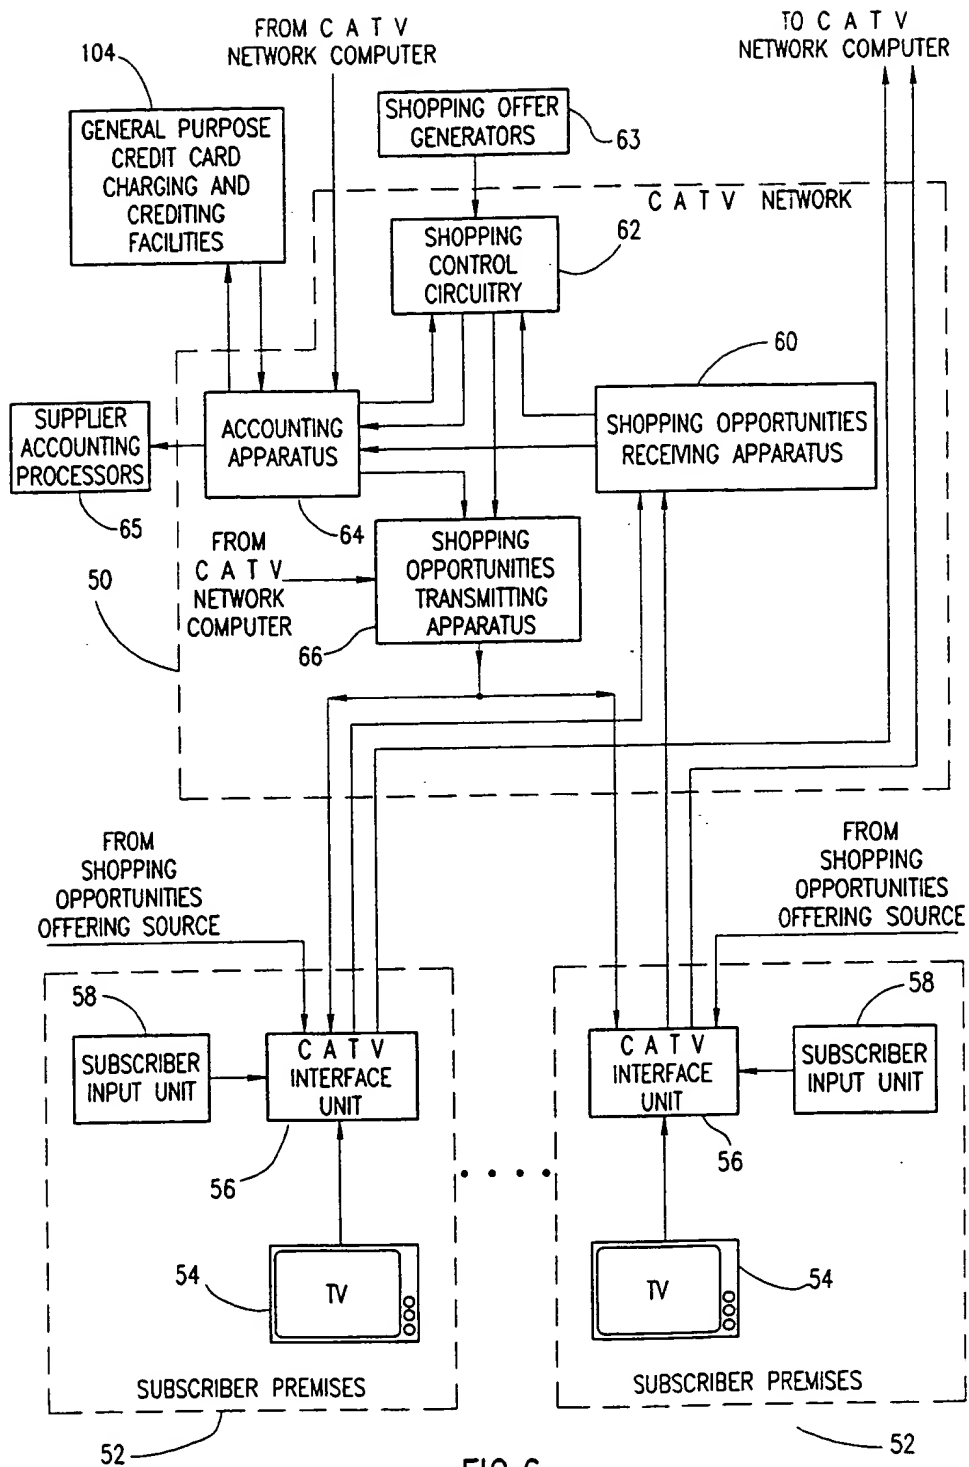 FROM C A T V
NETWORK COMPUTER
TO C A T V
NETWORK COMPUTER
104
GENERAL PURPOSE
CREDIT CARD
CHARGING AND
CREDITING
FACILITIES
SHOPPING OFFER
GENERATORS
63
C A T V NETWORK
SHOPPING
CONTROL
CIRCUITRY
62
60
SUPPLIER
ACCOUNTING
PROCESSORS
65
ACCOUNTING
APPARATUS
64
SHOPPING OPPORTUNITIES
RECEIVING APPARATUS
50
FROM
C A T V
NETWORK
COMPUTER
SHOPPING
OPPORTUNITIES
TRANSMITTING
APPARATUS
66
FROM
SHOPPING
OPPORTUNITIES
OFFERING SOURCE
FROM
SHOPPING
OPPORTUNITIES
OFFERING SOURCE
58
SUBSCRIBER
INPUT UNIT
C A T V
INTERFACE
UNIT
56
54
TV
SUBSCRIBER PREMISES
52
C A T V
INTERFACE
UNIT
56
58
SUBSCRIBER
INPUT UNIT
TV
54
SUBSCRIBER PREMISES
52